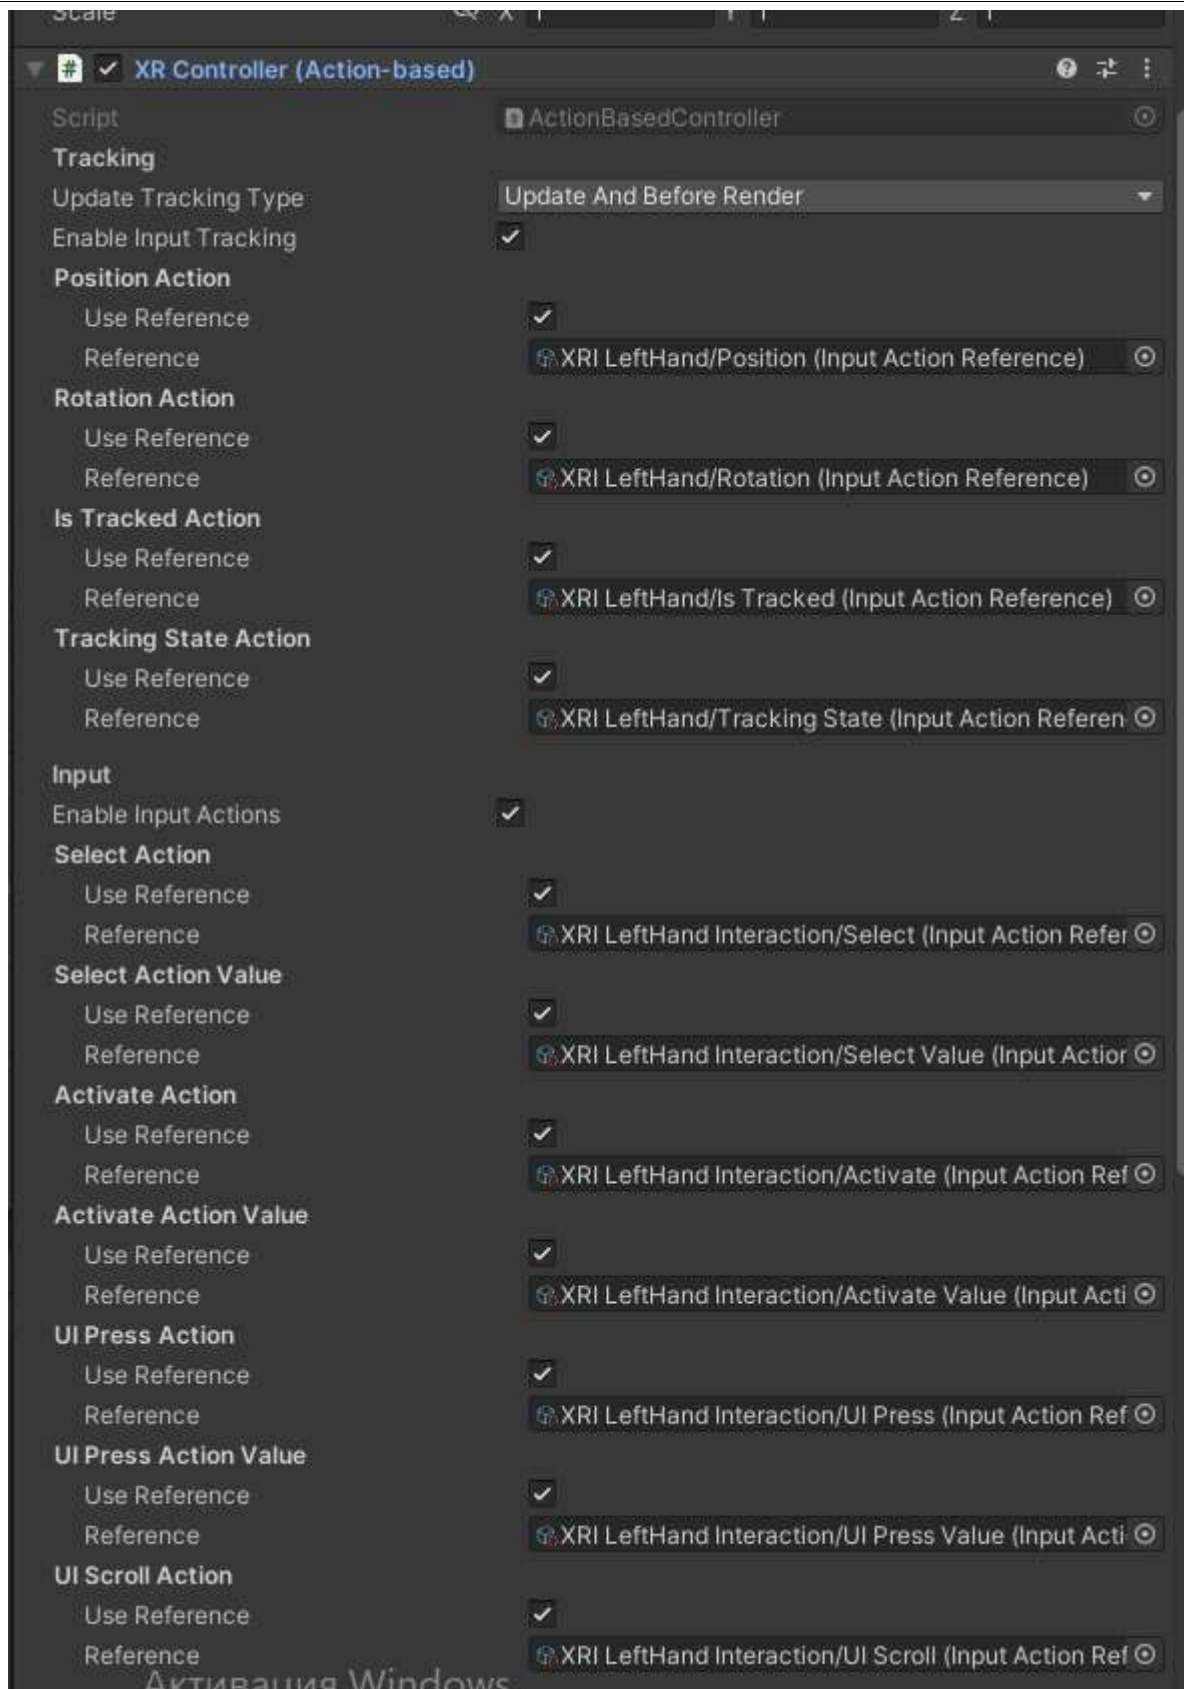 Scale X 1 Y 1 Z 1
# XR Controller (Action-based)
Script ActionBasedController
Tracking
Update Tracking Type Update And Before Render
Enable Input Tracking
Position Action
Use Reference
Reference XRI LeftHand/Position (Input Action Reference)
Rotation Action
Use Reference
Reference XRI LeftHand/Rotation (Input Action Reference)
Is Tracked Action
Use Reference
Reference XRI LeftHand/Is Tracked (Input Action Reference)
Tracking State Action
Use Reference
Reference XRI LeftHand/Tracking State (Input Action Referen
Input
Enable Input Actions
Select Action
Use Reference
Reference XRI LeftHand Interaction/Select (Input Action Refer
Select Action Value
Use Reference
Reference XRI LeftHand Interaction/Select Value (Input Action
Activate Action
Use Reference
Reference XRI LeftHand Interaction/Activate (Input Action Ref
Activate Action Value
Use Reference
Reference XRI LeftHand Interaction/Activate Value (Input Acti
UI Press Action
Use Reference
Reference XRI LeftHand Interaction/UI Press (Input Action Ref
UI Press Action Value
Use Reference
Reference XRI LeftHand Interaction/UI Press Value (Input Acti
UI Scroll Action
Use Reference
Reference XRI LeftHand Interaction/UI Scroll (Input Action Ref
Активация Windows